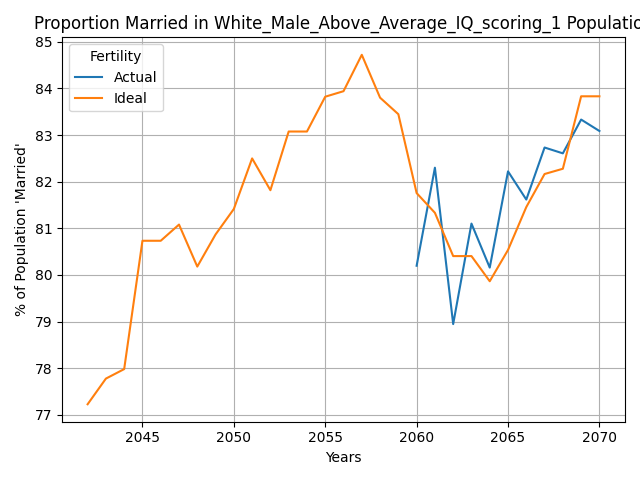 Proportion Married in White_Male_Above_Average_IQ_scoring_1 Populatio
Fertility
Actual
Ideal
85
84
83
82
81
80
79
78
77
% of Population 'Married'
2045 2050 2055 2060 2065 2070
Years